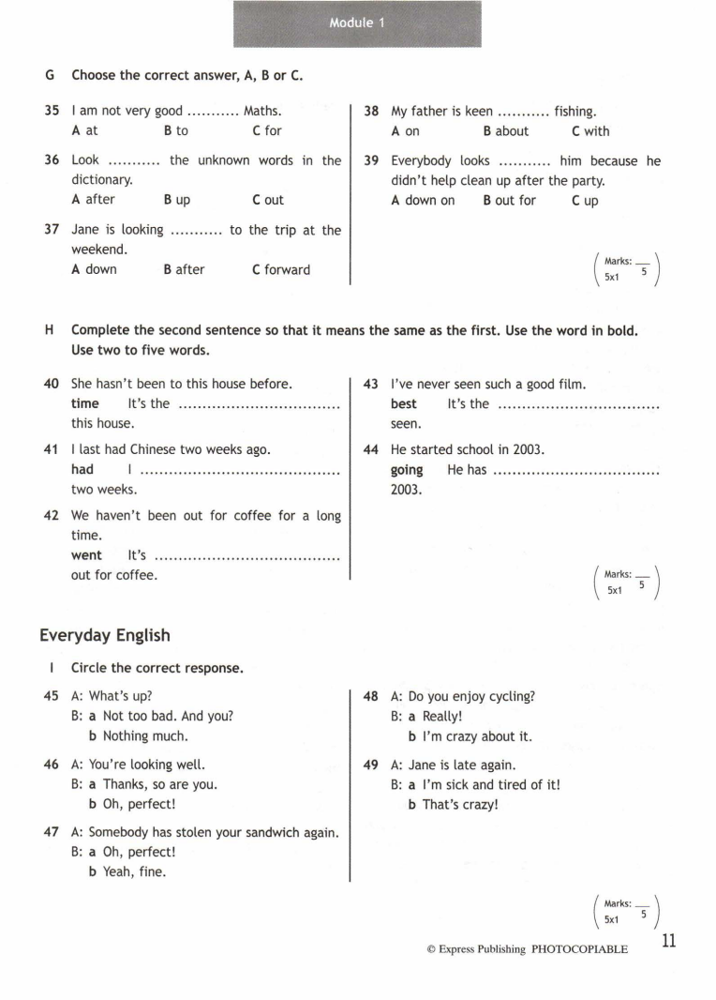 Module 1
G Choose the correct answer, A, B or C.
35 I am not very good ........... Maths.
A at B to C for
36 Look ........... the unknown words in the
dictionary.
A after B up C out
37 Jane is looking ........... to the trip at the
weekend.
A down B after C forward
38 My father is keen ........... fishing.
A on B about C with
39 Everybody looks ........... him because he
didn't help clean up after the party.
A down on B out for C up
Marks: __
5x1 5
H Complete the second sentence so that it means the same as the first. Use the word in bold.
Use two to five words.
40 She hasn't been to this house before.
time It's the ..................................
this house.
41 I last had Chinese two weeks ago.
had I ..........................................
two weeks.
42 We haven't been out for coffee for a long
time.
went It's .......................................
out for coffee.
43 I've never seen such a good film.
best It's the ..................................
seen.
44 He started school in 2003.
going He has ...................................
2003.
Marks: __
5x1 5
Everyday English
I Circle the correct response.
45 A: What's up?
B: a Not too bad. And you?
b Nothing much.
46 A: You're looking well.
B: a Thanks, so are you.
b Oh, perfect!
47 A: Somebody has stolen your sandwich again.
B: a Oh, perfect!
b Yeah, fine.
48 A: Do you enjoy cycling?
B: a Really!
b I'm crazy about it.
49 A: Jane is late again.
B: a I'm sick and tired of it!
b That's crazy!
Marks: __
5x1 5
© Express Publishing PHOTOCOPIABLE 11